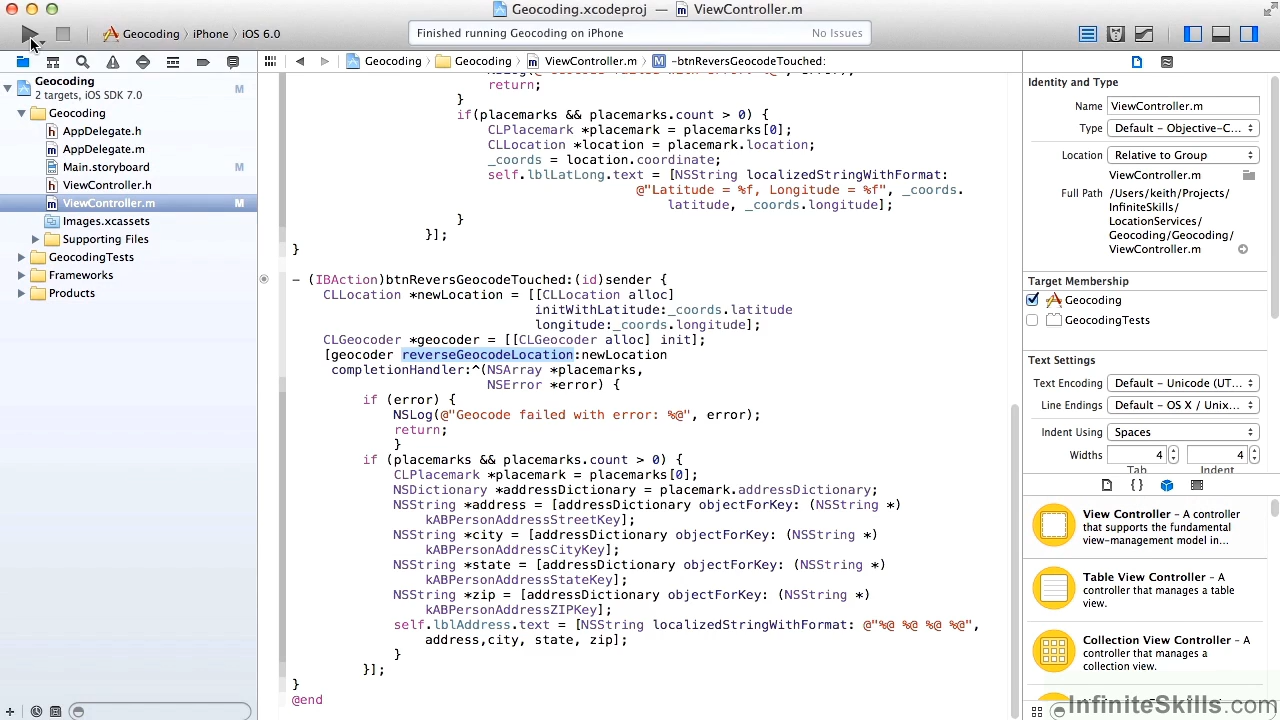 Geocoding.xcodeproj — ViewController.m
Geocoding
iPhone
iOS 6.0
Finished running Geocoding on iPhone
No Issues
Geocoding
Geocoding
ViewController.m
-btnReversGeocodeTouched:
Geocoding
2 targets, iOS SDK 7.0
M
Geocoding
AppDelegate.h
AppDelegate.m
Main.storyboard
M
ViewController.h
ViewController.m
M
Images.xcassets
Supporting Files
GeocodingTests
Frameworks
Products
return;
}
if(placemarks && placemarks.count > 0) {
CLPlacemark *placemark = placemarks[0];
CLLocation *location = placemark.location;
_coords = location.coordinate;
self.lblLatLong.text = [NSString localizedStringWithFormat:
@"Latitude = %f, Longitude = %f", _coords.
latitude, _coords.longitude];
}
}];
}
- (IBAction)btnReversGeocodeTouched:(id)sender {
CLLocation *newLocation = [[CLLocation alloc]
initWithLatitude:_coords.latitude
longitude:_coords.longitude];
CLGeocoder *geocoder = [[CLGeocoder alloc] init];
[geocoder reverseGeocodeLocation:newLocation
completionHandler:^(NSArray *placemarks,
NSError *error) {
if (error) {
NSLog(@"Geocode failed with error: %@", error);
return;
}
if (placemarks && placemarks.count > 0) {
CLPlacemark *placemark = placemarks[0];
NSDictionary *addressDictionary = placemark.addressDictionary;
NSString *address = [addressDictionary objectForKey: (NSString *)
kABPersonAddressStreetKey];
NSString *city = [addressDictionary objectForKey: (NSString *)
kABPersonAddressCityKey];
NSString *state = [addressDictionary objectForKey: (NSString *)
kABPersonAddressStateKey];
NSString *zip = [addressDictionary objectForKey: (NSString *)
kABPersonAddressZIPKey];
self.lblAddress.text = [NSString localizedStringWithFormat: @"%@ %@ %@ %@",
address,city, state, zip];
}
}];
}
@end
Identity and Type
Name
ViewController.m
Type
Default - Objective-C...
Location
Relative to Group
ViewController.m
Full Path
/Users/keith/Projects/
InfiniteSkills/
LocationServices/
Geocoding/Geocoding/
ViewController.m
Target Membership
Geocoding
GeocodingTests
Text Settings
Text Encoding
Default - Unicode (UT...
Line Endings
Default - OS X / Unix...
Indent Using
Spaces
Widths
4
4
Tab
Indent
{ }
View Controller - A controller
that supports the fundamental
view-management model in...
Table View Controller - A
controller that manages a table
view.
Collection View Controller - A
controller that manages a
collection view.
InfiniteSkills.com